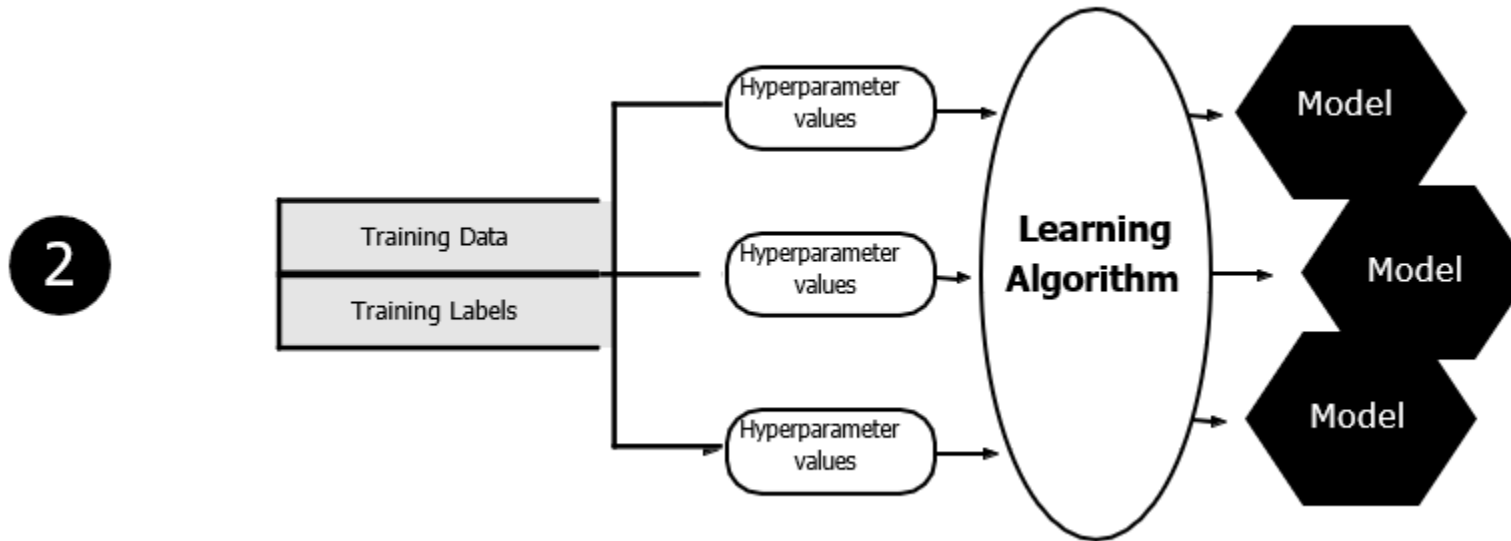 2
Training Data
Training Labels
Hyperparameter
values
Hyperparameter
values
Hyperparameter
values
Learning
Algorithm
Model
Model
Model